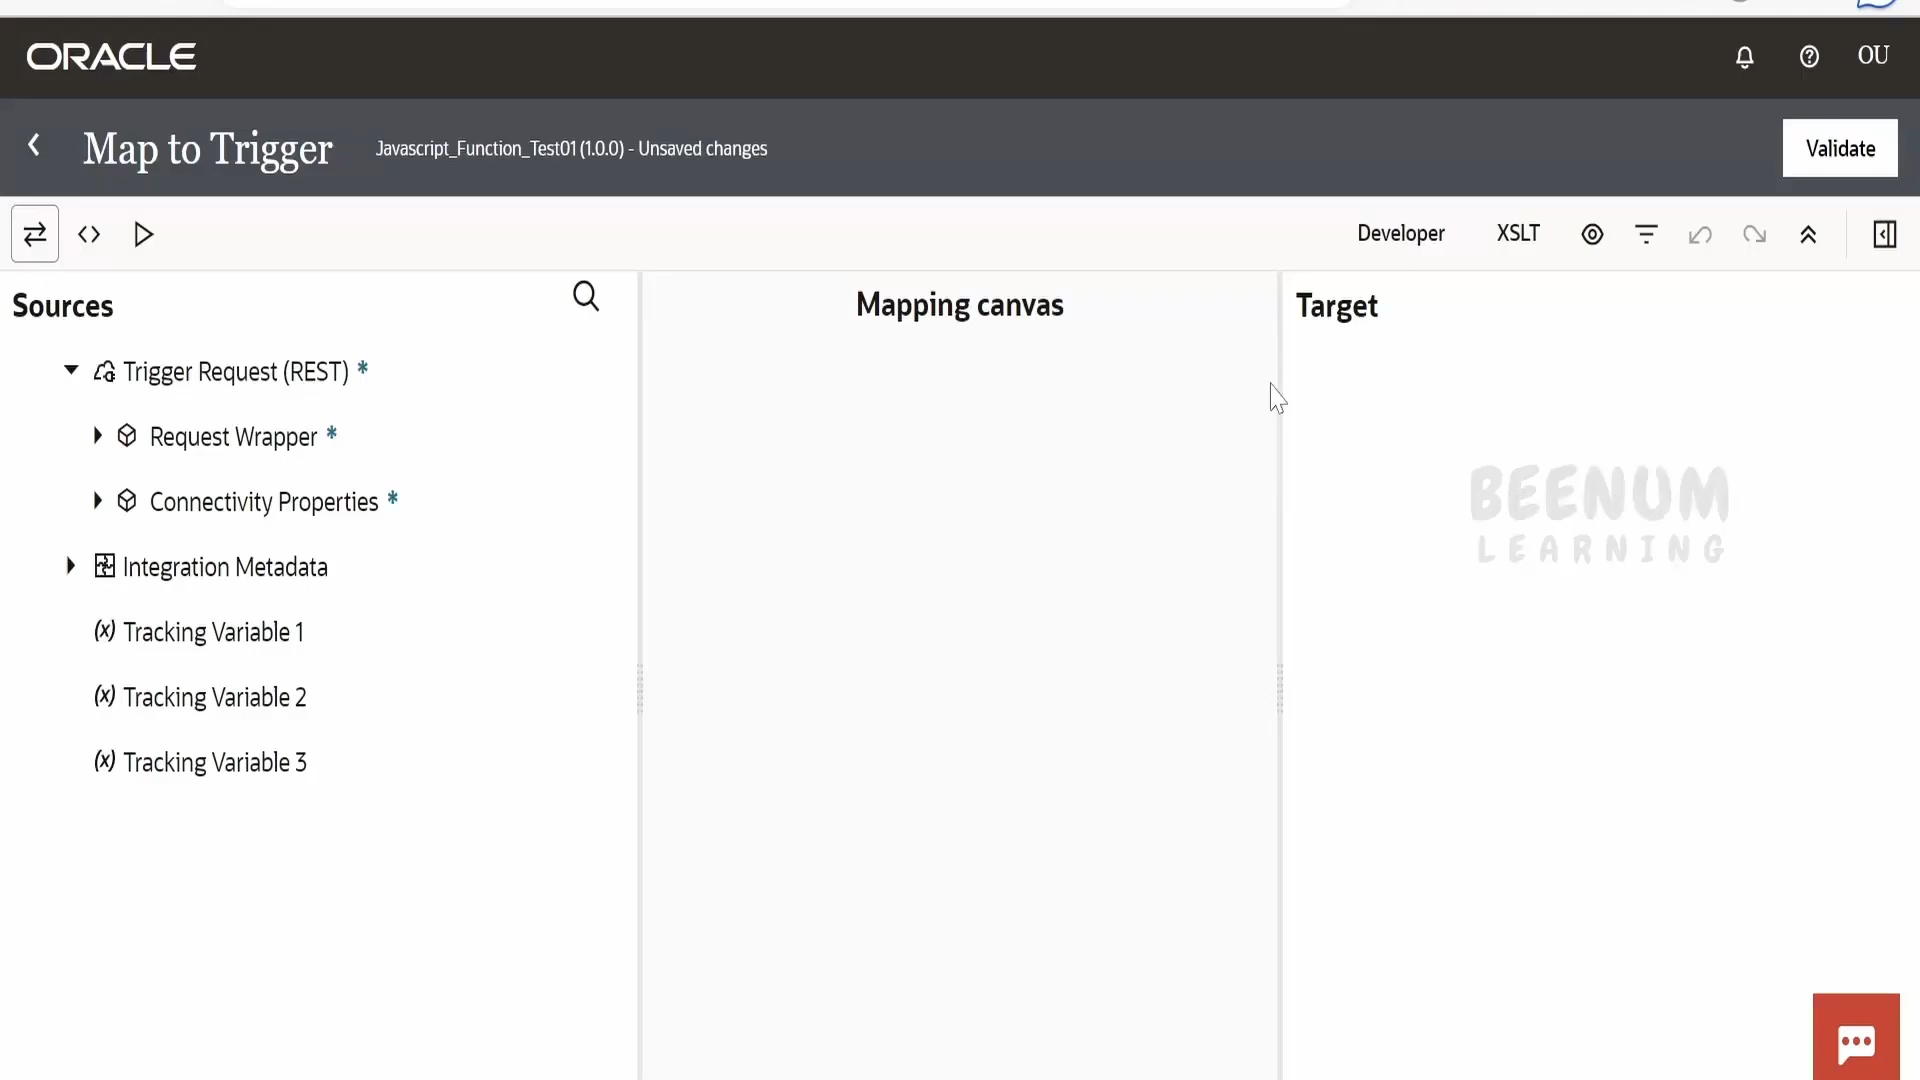 ORACLE
OU
Map to Trigger
Javascript_Function_Test01 (1.0.0) - Unsaved changes
Validate
Developer
XSLT
Sources
Mapping canvas
Target
Trigger Request (REST) *
Request Wrapper *
Connectivity Properties *
Integration Metadata
(x) Tracking Variable 1
(x) Tracking Variable 2
(x) Tracking Variable 3
BEENUM
LEARNING